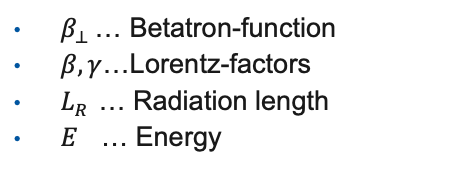 • β⊥ … Betatron-function
• β,γ…Lorentz-factors
• L_R … Radiation length
• E … Energy